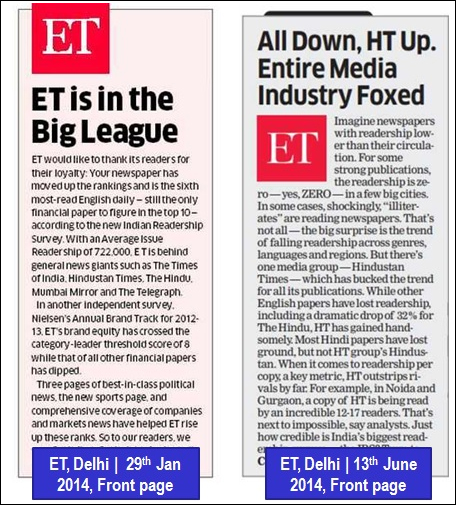 ET
ET is in the
Big League
ET would like to thank its readers for
their loyalty: Your newspaper has
moved up the rankings and is the sixth
most-read English daily – still the only
financial paper to figure in the top 10 –
according to the new Indian Readership
Survey. With an Average Issue
Readership of 722,000, ET is behind
general news giants such as The Times
of India, Hindustan Times, The Hindu,
Mumbai Mirror and The Telegraph.
In another independent survey,
Nielsen's Annual Brand Track for 2012-
13, ET's brand equity has crossed the
category-leader threshold score of 8
while that of all other financial papers
has dipped.
Three pages of best-in-class political
news, the new sports page, and
comprehensive coverage of companies
and markets news have helped ET rise
up these ranks. So to our readers, we
ET, Delhi | 29th Jan
2014, Front page
All Down, HT Up.
Entire Media
Industry Foxed
ET
Imagine newspapers
with readership low-
er than their circula-
tion. For some
strong publications,
the readership is ze-
ro — yes, ZERO — in a few big cities.
In some cases, shockingly, "illiter-
ates" are reading newspapers. That's
not all — the big surprise is the trend
of falling readership across genres,
languages and regions. But there's
one media group — Hindustan
Times — which has bucked the trend
for all its publications. While other
English papers have lost readership,
including a dramatic drop of 32% for
The Hindu, HT has gained hand-
somely. Most Hindi papers have lost
ground, but not HT group's Hindus-
tan. When it comes to readership per
copy, a key metric, HT outstrips ri-
vals by far. For example, in Noida and
Gurgaon, a copy of HT is being read
by an incredible 12-17 readers. That's
next to impossible, say analysts. Just
how credible is India's biggest read-
ET, Delhi | 13th June
2014, Front page